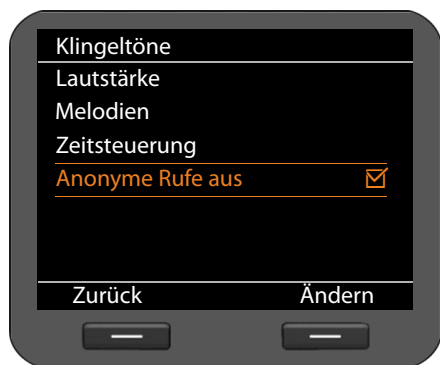 Klingeltöne
Lautstärke
Melodien
Zeitsteuerung
Anonyme Rufe aus
Zurück Ändern